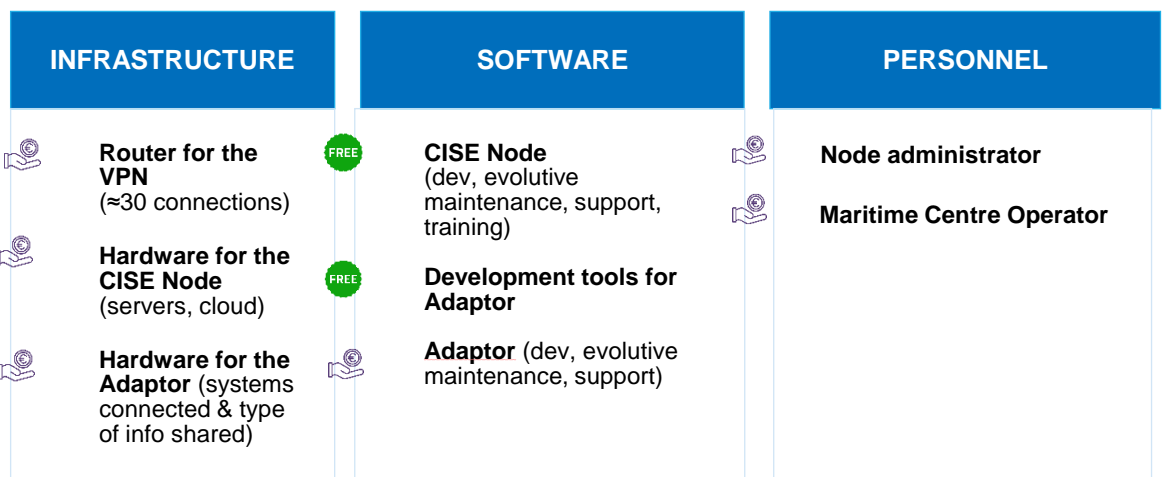 INFRASTRUCTURE
Router for the
VPN
(≈30 connections)
Hardware for the
CISE Node
(servers, cloud)
Hardware for the
Adaptor (systems
connected & type
of info shared)
SOFTWARE
FREE
CISE Node
(dev, evolutive
maintenance, support,
training)
FREE
Development tools for
Adaptor
Adaptor (dev, evolutive
maintenance, support)
PERSONNEL
Node administrator
Maritime Centre Operator